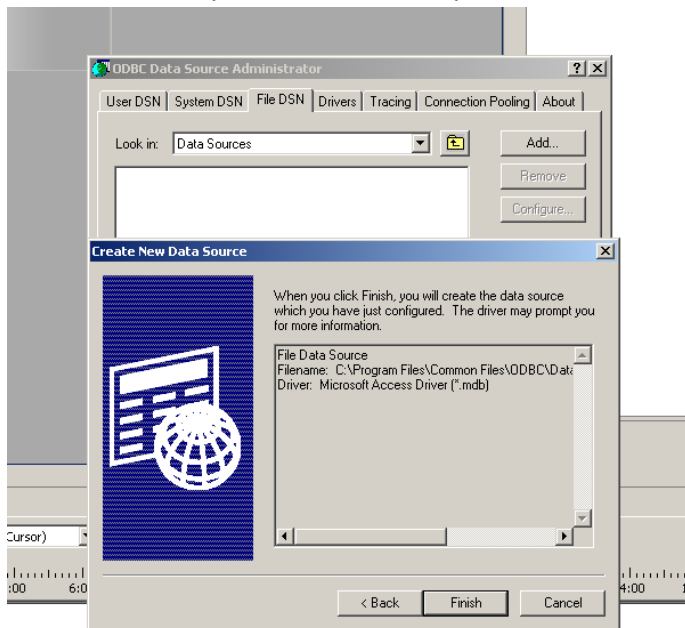 ODBC Data Source Administrator
User DSN System DSN File DSN Drivers Tracing Connection Pooling About
Look in: Data Sources Add...
Remove
Configure...
Create New Data Source
When you click Finish, you will create the data source
which you have just configured. The driver may prompt you
for more information.
File Data Source
Filename: C:\Program Files\Common Files\ODBC\Data
Driver: Microsoft Access Driver (*.mdb)
Cursor)
:00 6:0 4:00 1
< Back Finish Cancel